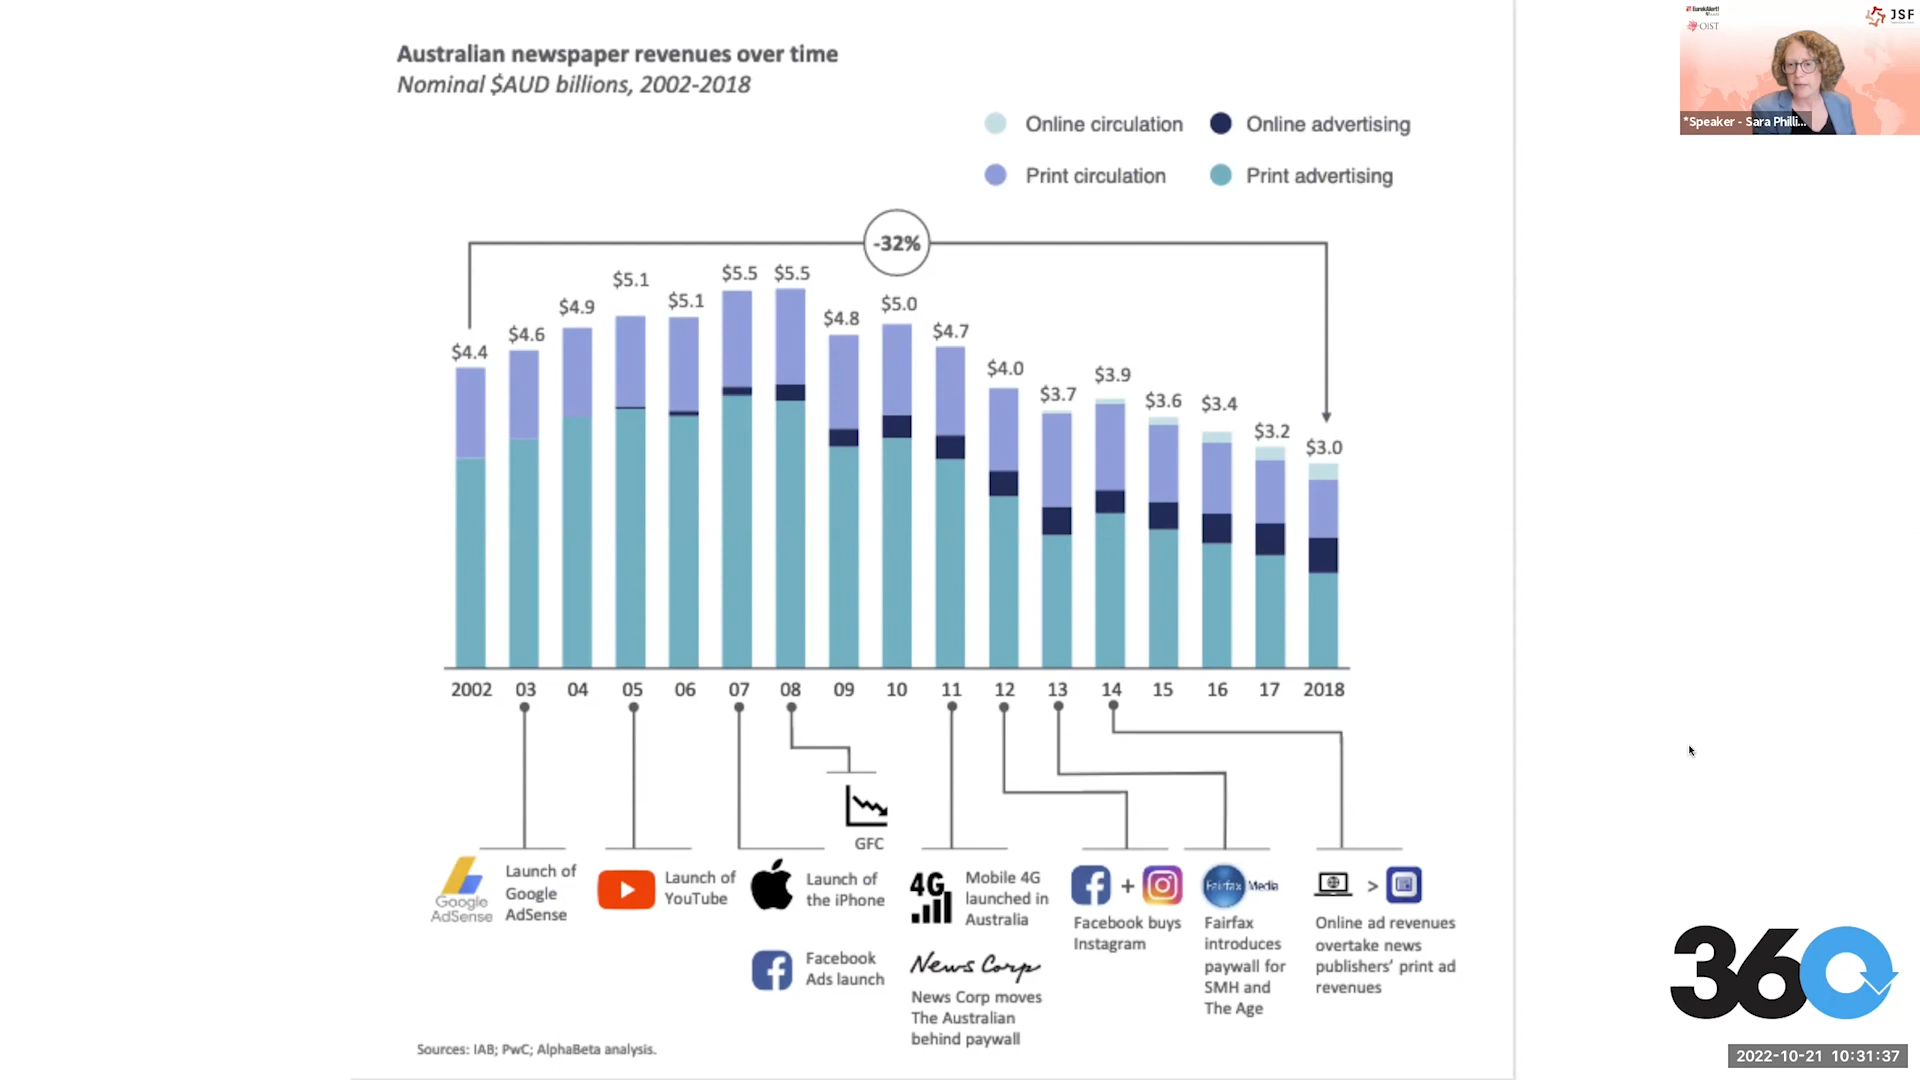 Australian newspaper revenues over time
Nominal $AUD billions, 2002-2018
Online circulation
Online advertising
Print circulation
Print advertising
-32%
$4.4
$4.6
$4.9
$5.1
$5.1
$5.5
$5.5
$4.8
$5.0
$4.7
$4.0
$3.7
$3.9
$3.6
$3.4
$3.2
$3.0
2002 03 04 05 06 07 08 09 10 11 12 13 14 15 16 17 2018
GFC
Google
AdSense
Launch of
Google
AdSense
Launch of
YouTube
Launch of
the iPhone
Facebook
Ads launch
4G
Mobile 4G
launched in
Australia
News Corp
News Corp moves
The Australian
behind paywall
+
Facebook buys
Instagram
Fairfax Media
Fairfax
introduces
paywall for
SMH and
The Age
>
Online ad revenues
overtake news
publishers' print ad
revenues
Sources: IAB; PwC; AlphaBeta analysis.
EurekAlert!
OIST
JSF
*Speaker - Sara Philli...
360
2022-10-21 10:31:37